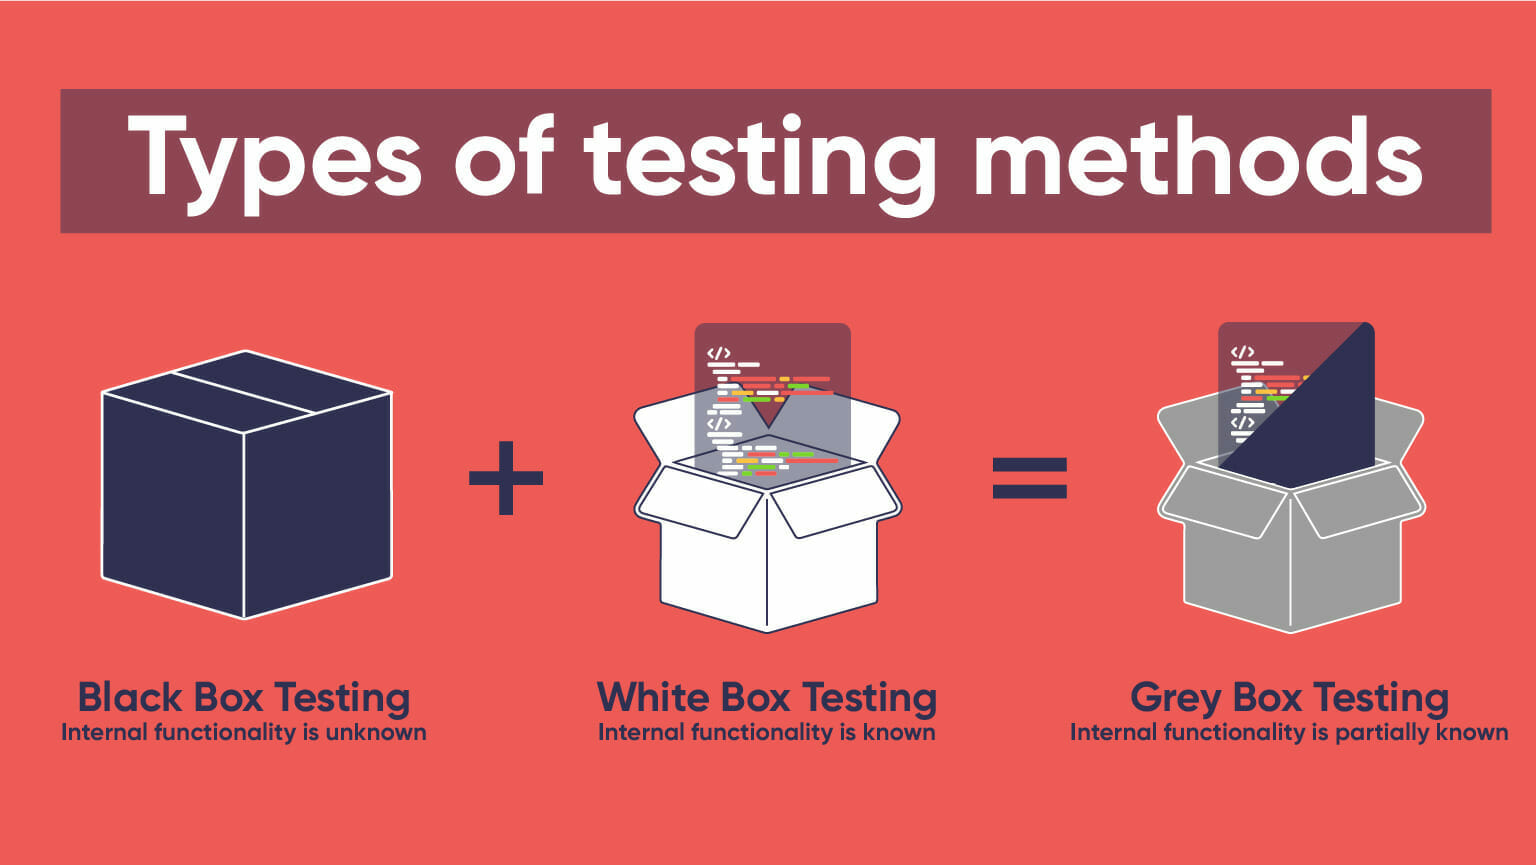 Types of testing methods
</>
</>
</>
</>
+
=
Black Box Testing
Internal functionality is unknown
White Box Testing
Internal functionality is known
Grey Box Testing
Internal functionality is partially known